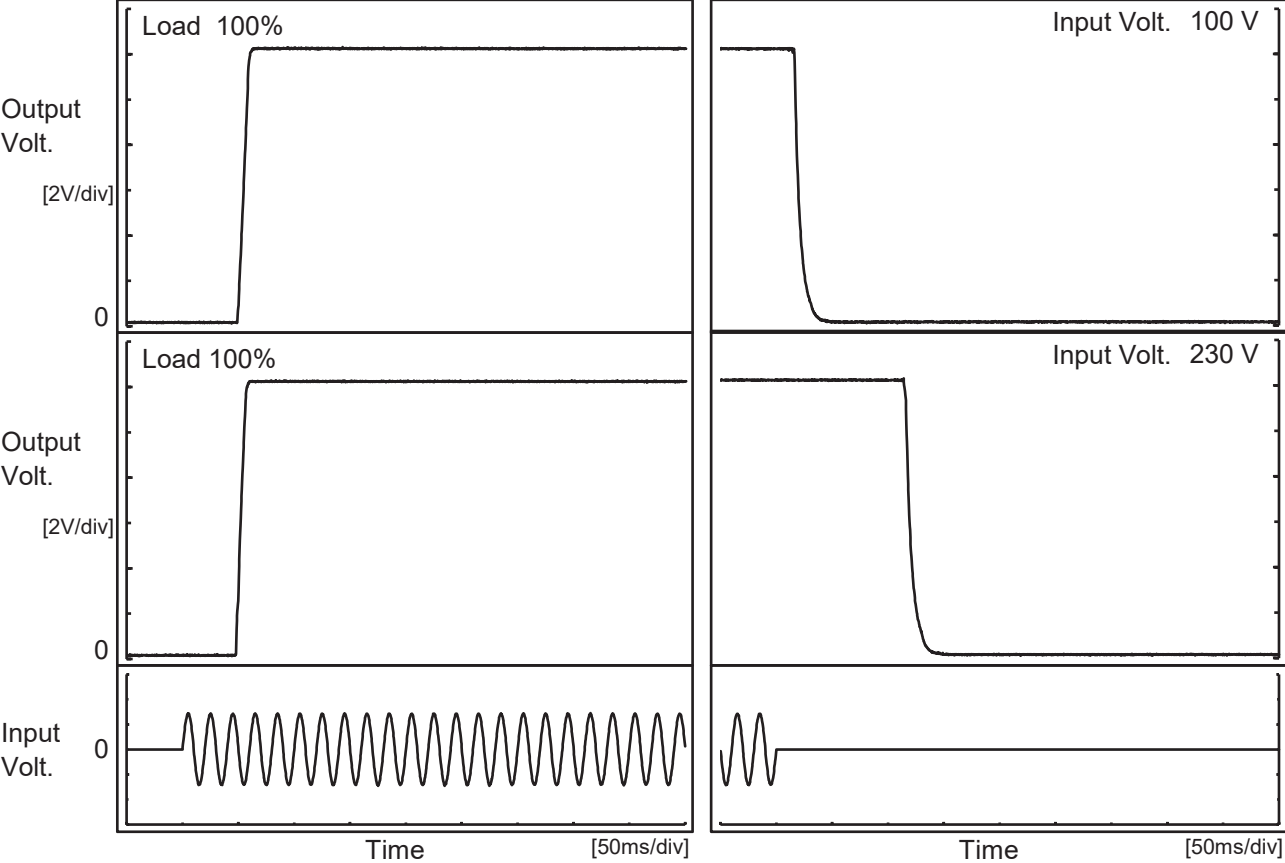 Load 100%
Input Volt. 100 V
Output
Volt.
[2V/div]
0
Load 100%
Input Volt. 230 V
Output
Volt.
[2V/div]
0
Input
Volt.
0
Time
[50ms/div]
Time
[50ms/div]